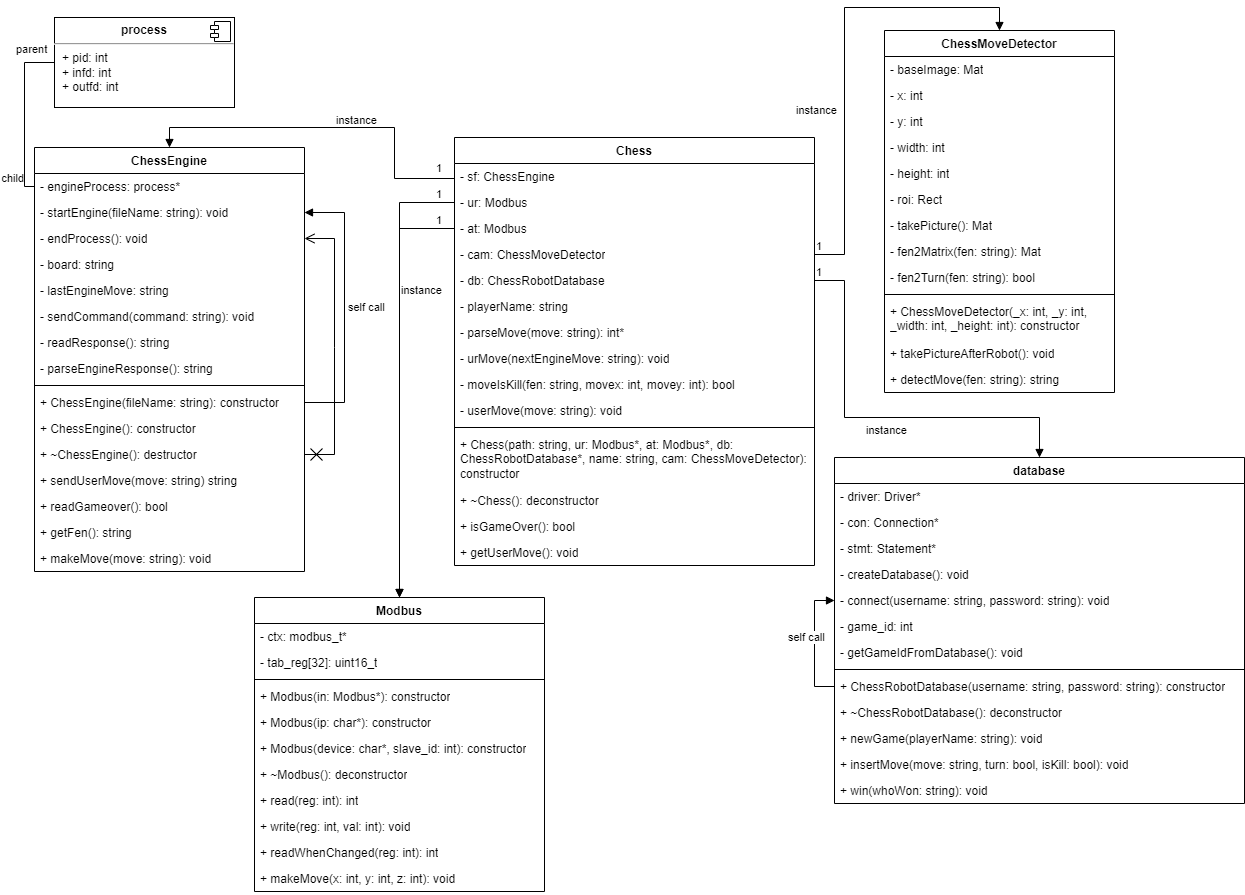 process
+ pid: int
+ infd: int
+ outfd: int
parent
child
ChessEngine
- engineProcess: process*
- startEngine(fileName: string): void
- endProcess(): void
- board: string
- lastEngineMove: string
- sendCommand(command: string): void
- readResponse(): string
- parseEngineResponse(): string
+ ChessEngine(fileName: string): constructor
+ ChessEngine(): constructor
+ ~ChessEngine(): destructor
+ sendUserMove(move: string) string
+ readGameover(): bool
+ getFen(): string
+ makeMove(move: string): void
self call
instance
1
1
1
instance
Chess
- sf: ChessEngine
- ur: Modbus
- at: Modbus
- cam: ChessMoveDetector
- db: ChessRobotDatabase
- playerName: string
- parseMove(move: string): int*
- urMove(nextEngineMove: string): void
- moveIsKill(fen: string, movex: int, movey: int): bool
- userMove(move: string): void
+ Chess(path: string, ur: Modbus*, at: Modbus*, db:
ChessRobotDatabase*, name: string, cam: ChessMoveDetector):
constructor
+ ~Chess(): deconstructor
+ isGameOver(): bool
+ getUserMove(): void
1
1
instance
instance
ChessMoveDetector
- baseImage: Mat
- x: int
- y: int
- width: int
- height: int
- roi: Rect
- takePicture(): Mat
- fen2Matrix(fen: string): Mat
- fen2Turn(fen: string): bool
+ ChessMoveDetector(_x: int, _y: int,
_width: int, _height: int): constructor
+ takePictureAfterRobot(): void
+ detectMove(fen: string): string
Modbus
- ctx: modbus_t*
- tab_reg[32]: uint16_t
+ Modbus(in: Modbus*): constructor
+ Modbus(ip: char*): constructor
+ Modbus(device: char*, slave_id: int): constructor
+ ~Modbus(): deconstructor
+ read(reg: int): int
+ write(reg: int, val: int): void
+ readWhenChanged(reg: int): int
+ makeMove(x: int, y: int, z: int): void
database
- driver: Driver*
- con: Connection*
- stmt: Statement*
- createDatabase(): void
- connect(username: string, password: string): void
- game_id: int
- getGameIdFromDatabase(): void
+ ChessRobotDatabase(username: string, password: string): constructor
+ ~ChessRobotDatabase(): deconstructor
+ newGame(playerName: string): void
+ insertMove(move: string, turn: bool, isKill: bool): void
+ win(whoWon: string): void
self call